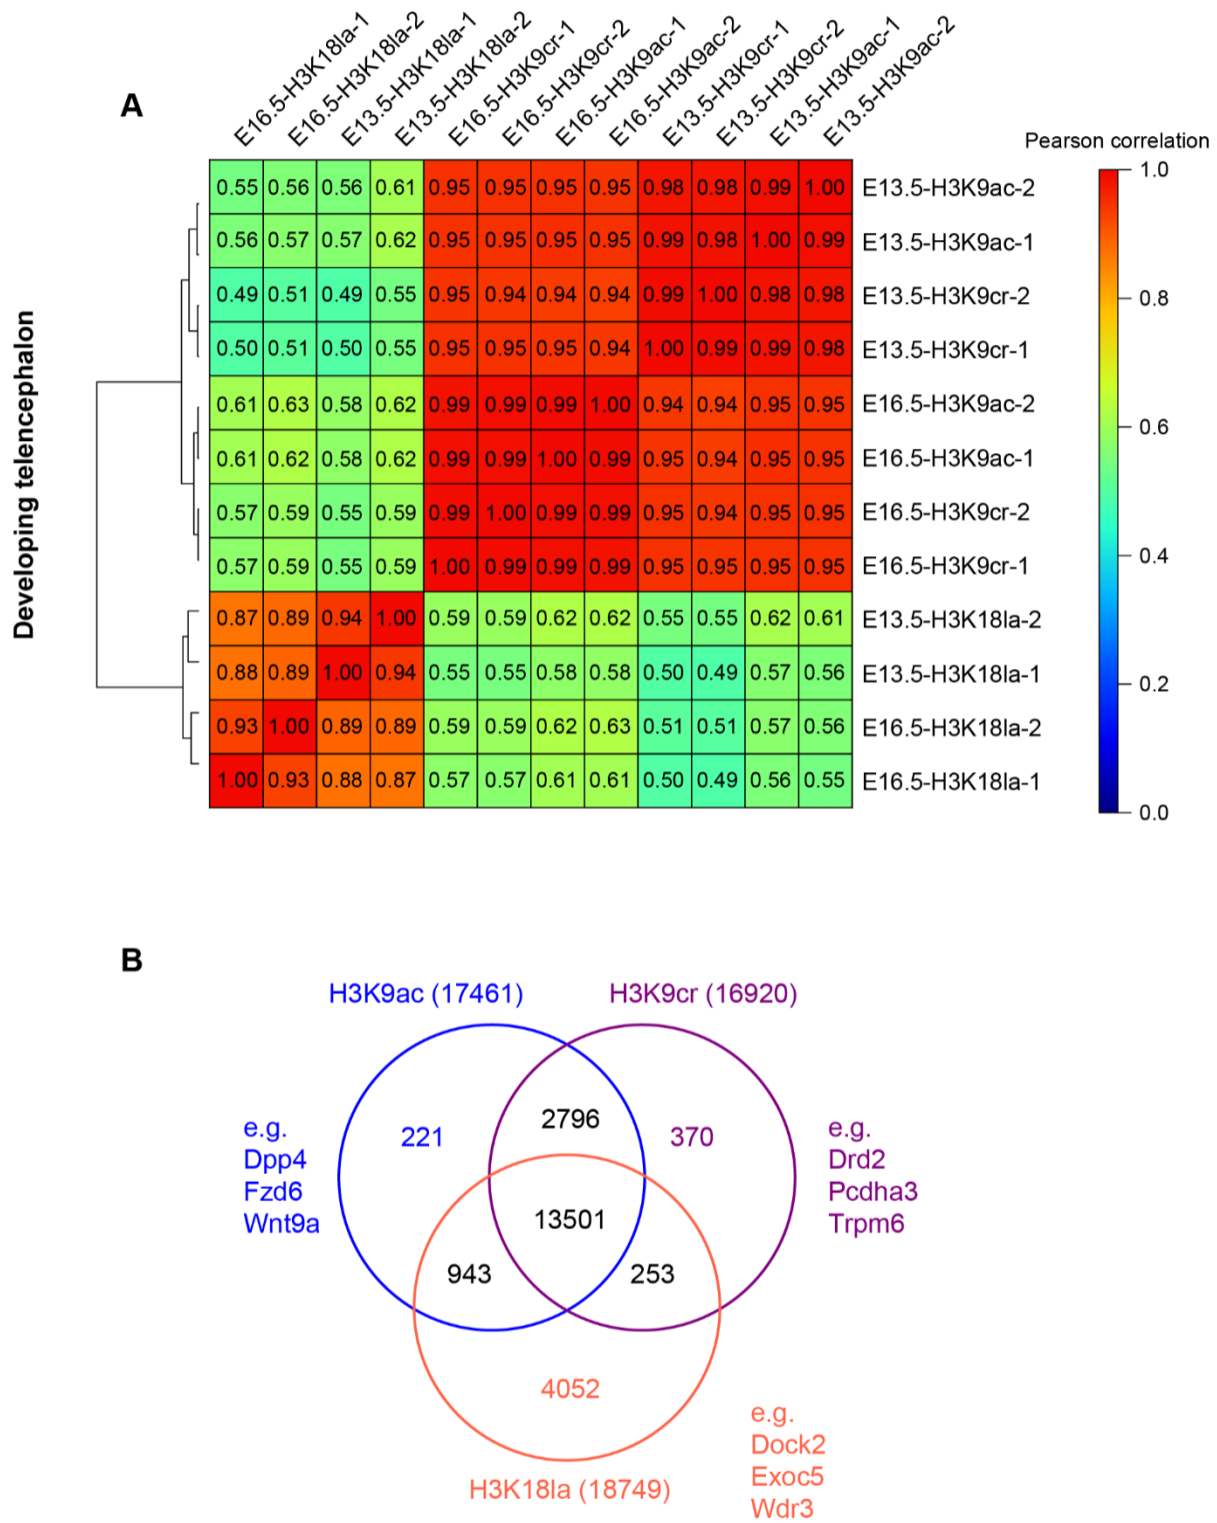 A
E16.5-H3K18la-1
E16.5-H3K18la-2
E13.5-H3K18la-1
E13.5-H3K18la-2
E16.5-H3K9cr-1
E16.5-H3K9cr-2
E16.5-H3K9ac-1
E16.5-H3K9ac-2
E13.5-H3K9cr-1
E13.5-H3K9cr-2
E13.5-H3K9ac-1
E13.5-H3K9ac-2
Developing telencephalon
0.55 0.56 0.56 0.61 0.95 0.95 0.95 0.95 0.98 0.98 0.99 1.00 E13.5-H3K9ac-2
0.56 0.57 0.57 0.62 0.95 0.95 0.95 0.95 0.99 0.98 1.00 0.99 E13.5-H3K9ac-1
0.49 0.51 0.49 0.55 0.95 0.94 0.94 0.94 0.99 1.00 0.98 0.98 E13.5-H3K9cr-2
0.50 0.51 0.50 0.55 0.95 0.95 0.95 0.94 1.00 0.99 0.99 0.98 E13.5-H3K9cr-1
0.61 0.63 0.58 0.62 0.99 0.99 0.99 1.00 0.94 0.94 0.95 0.95 E16.5-H3K9ac-2
0.61 0.62 0.58 0.62 0.99 0.99 1.00 0.99 0.95 0.94 0.95 0.95 E16.5-H3K9ac-1
0.57 0.59 0.55 0.59 0.99 1.00 0.99 0.99 0.95 0.94 0.95 0.95 E16.5-H3K9cr-2
0.57 0.59 0.55 0.59 1.00 0.99 0.99 0.99 0.95 0.95 0.95 0.95 E16.5-H3K9cr-1
0.87 0.89 0.94 1.00 0.59 0.59 0.62 0.62 0.55 0.55 0.62 0.61 E13.5-H3K18la-2
0.88 0.89 1.00 0.94 0.55 0.55 0.58 0.58 0.50 0.49 0.57 0.56 E13.5-H3K18la-1
0.93 1.00 0.89 0.89 0.59 0.59 0.62 0.63 0.51 0.51 0.57 0.56 E16.5-H3K18la-2
1.00 0.93 0.88 0.87 0.57 0.57 0.61 0.61 0.50 0.49 0.56 0.55 E16.5-H3K18la-1
Pearson correlation
1.0
0.8
0.6
0.4
0.2
0.0
B
H3K9ac (17461)
H3K9cr (16920)
e.g.
Dpp4
Fzd6
Wnt9a
221
2796
370
e.g.
Drd2
Pcdha3
Trpm6
13501
943
253
4052
H3K18la (18749)
e.g.
Dock2
Exoc5
Wdr3